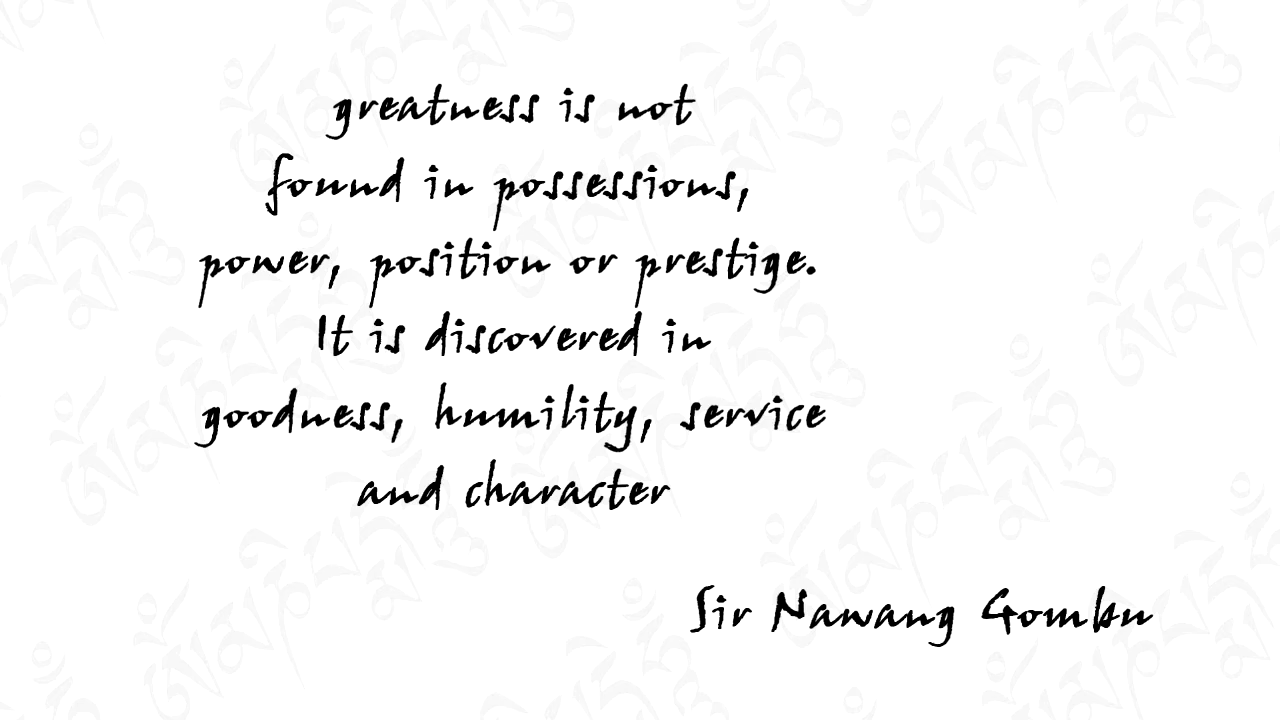 greatness is not
found in possessions,
power, position or prestige.
It is discovered in
goodness, humility, service
and character
Sir Nawang Gombu